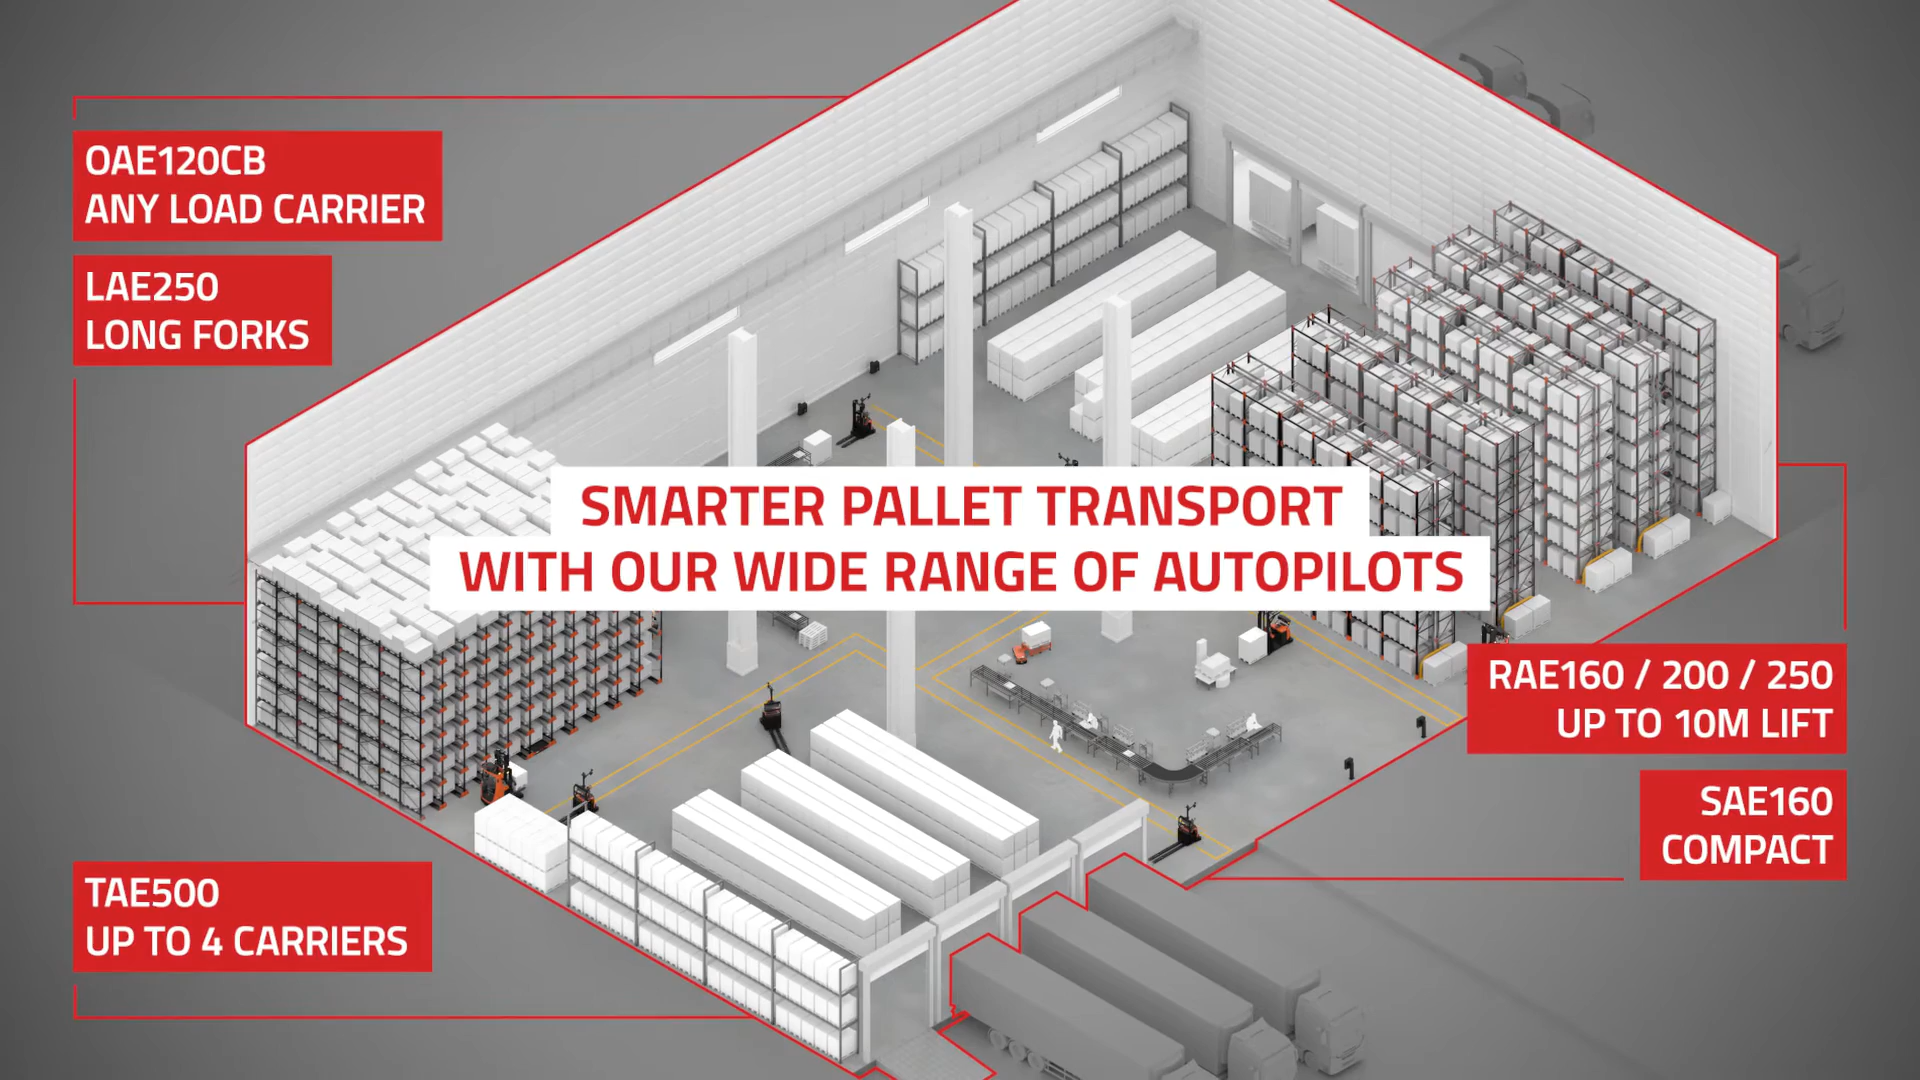 OAE120CB
ANY LOAD CARRIER
LAE250
LONG FORKS
SMARTER PALLET TRANSPORT
WITH OUR WIDE RANGE OF AUTOPILOTS
RAE160 / 200 / 250
UP TO 10M LIFT
SAE160
COMPACT
TAE500
UP TO 4 CARRIERS